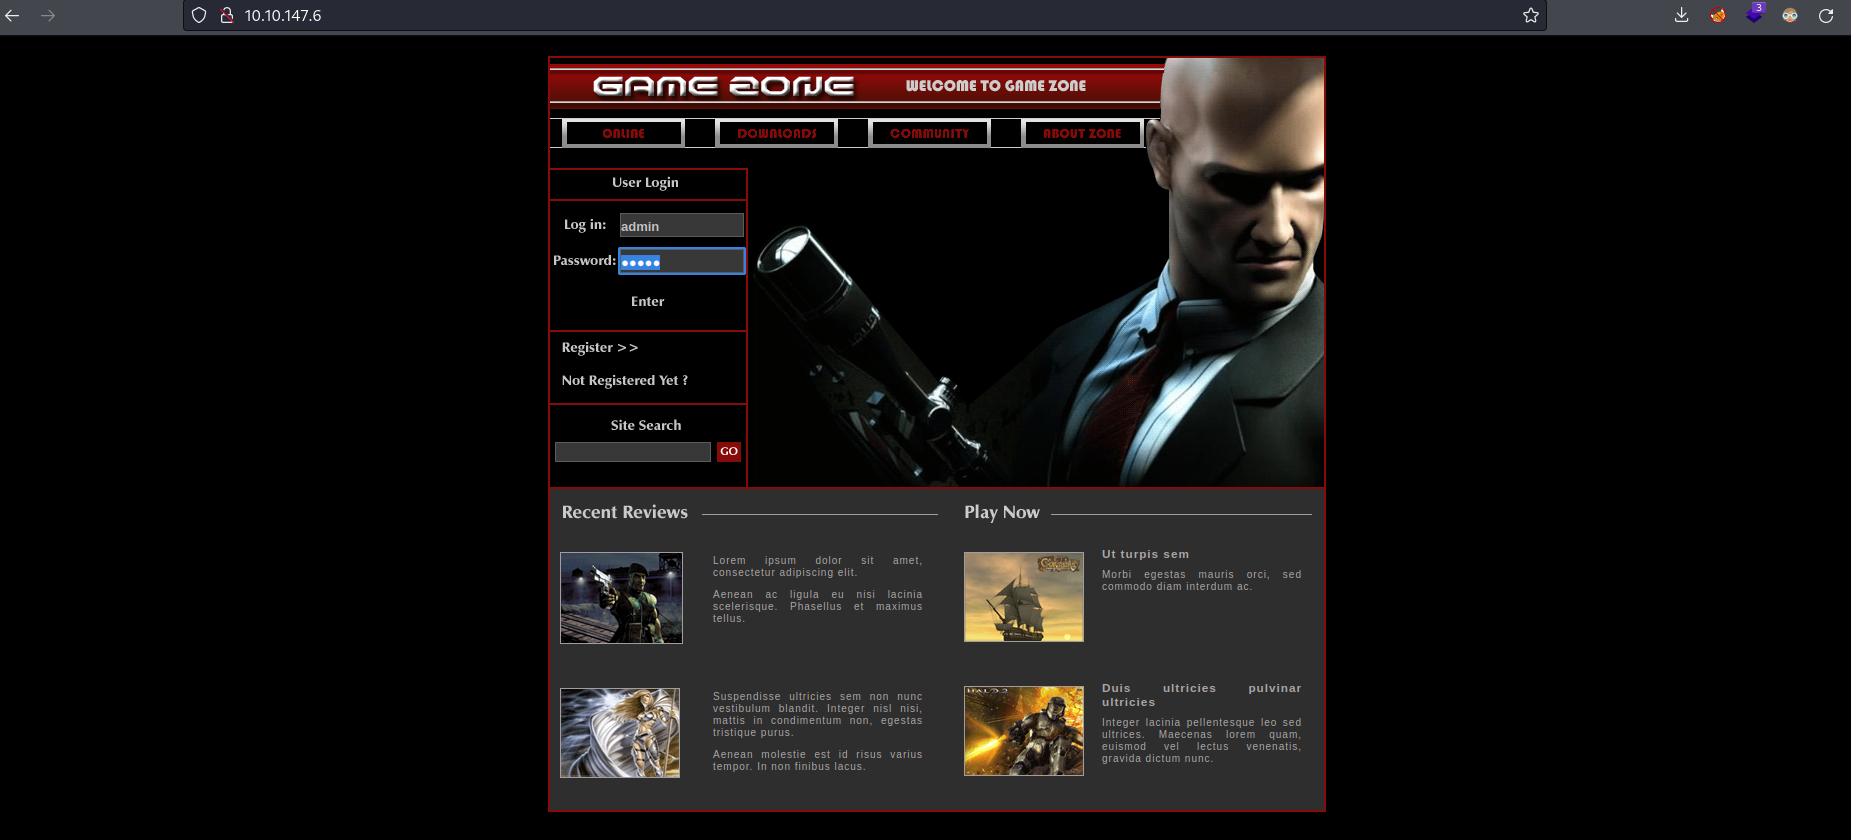 10.10.147.6
3
GAME ZONE
WELCOME TO GAME ZONE
ONLINE
DOWNLOADS
COMMUNITY
ABOUT ZONE
User Login
Log in:
admin
Password:
•••••
Enter
Register >>
Not Registered Yet ?
Site Search
GO
Recent Reviews
Lorem ipsum dolor sit amet,
consectetur adipiscing elit.
Aenean ac ligula eu nisi lacinia
scelerisque. Phasellus et maximus
tellus.
Suspendisse ultricies sem non nunc
vestibulum blandit. Integer nisl nisi,
mattis in condimentum non, egestas
tristique purus.
Aenean molestie est id risus varius
tempor. In non finibus lacus.
Play Now
Ut turpis sem
Morbi egestas mauris orci, sed
commodo diam interdum ac.
HALO 2
Duis ultricies pulvinar
ultricies
Integer lacinia pellentesque leo sed
ultrices. Maecenas lorem quam,
euismod vel lectus venenatis,
gravida dictum nunc.